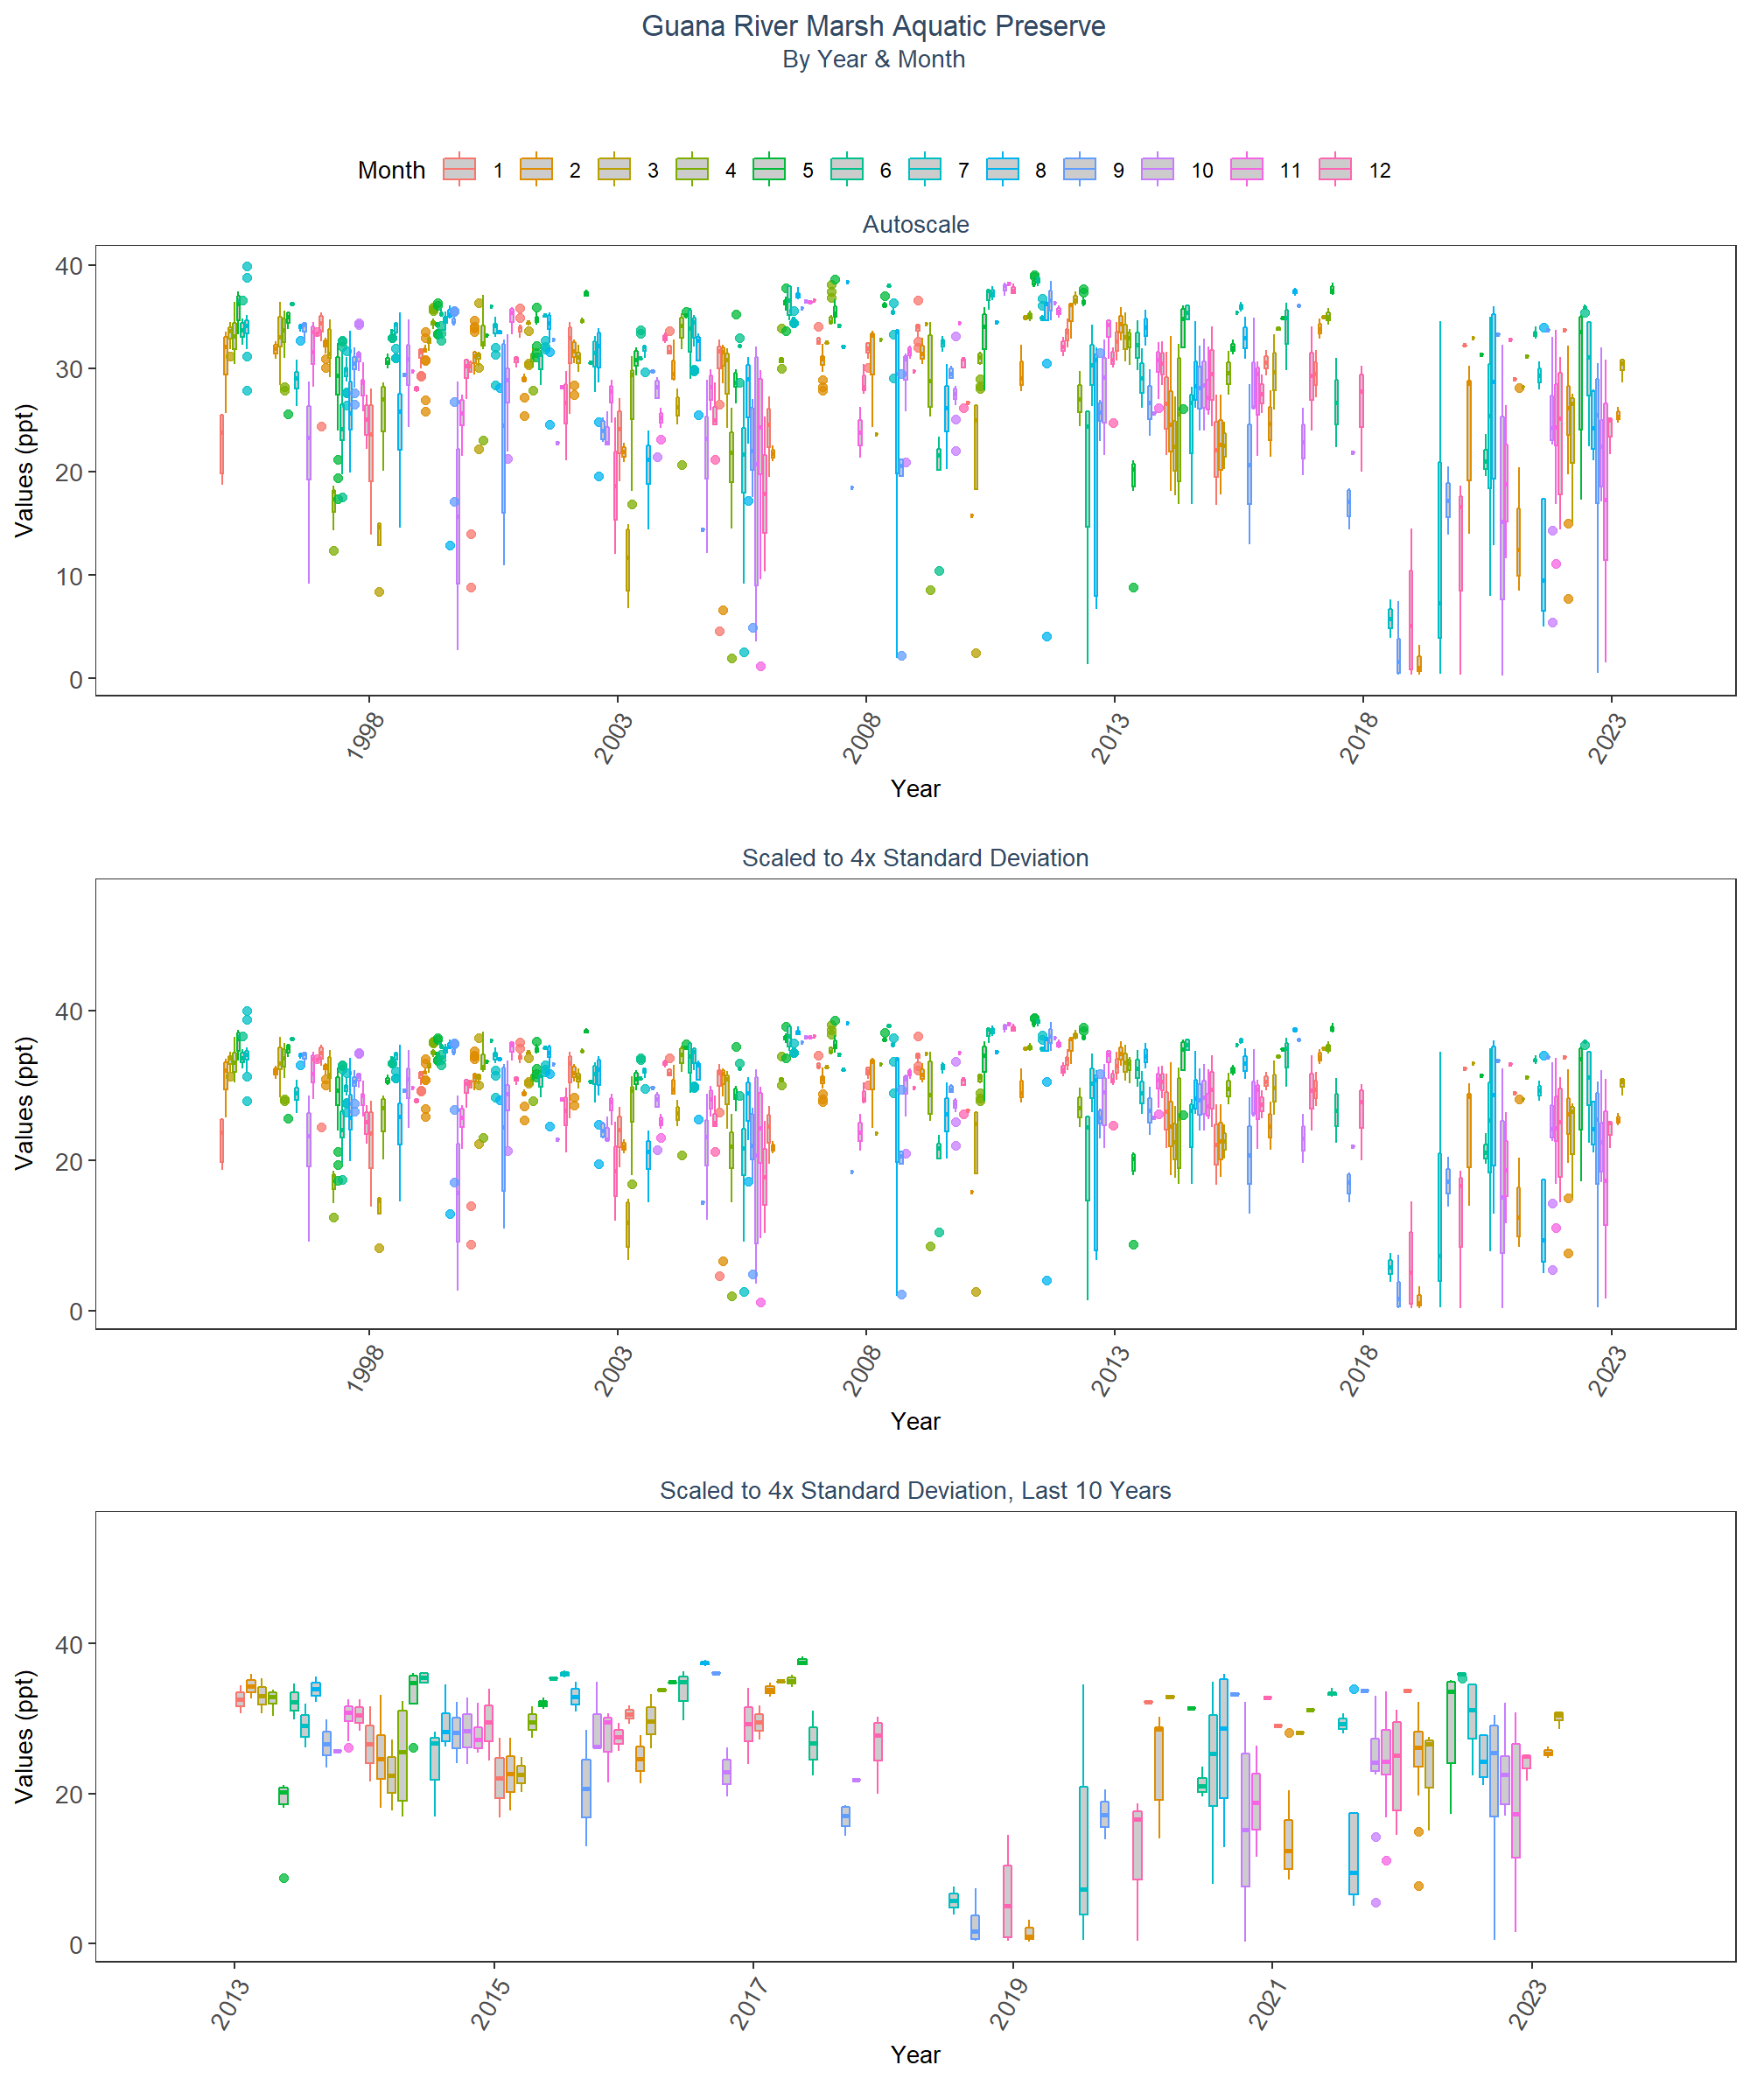 Guana River Marsh Aquatic Preserve
By Year & Month
Month 1 2 3 4 5 6 7 8 9 10 11 12
Autoscale
Values (ppt)
40
30
20
10
0
1998 2003 2008 2013 2018 2023
Year
Scaled to 4x Standard Deviation
Values (ppt)
40
20
0
1998 2003 2008 2013 2018 2023
Year
Scaled to 4x Standard Deviation, Last 10 Years
Values (ppt)
40
20
0
2013 2015 2017 2019 2021 2023
Year